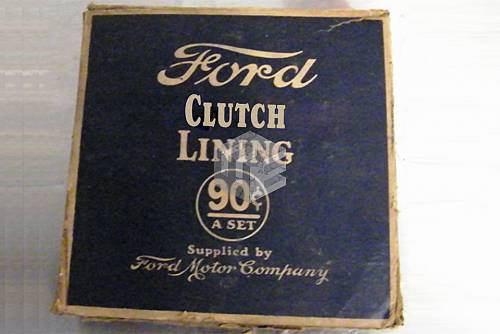 Ford
CLUTCH
LINING
90¢
A SET
Supplied by
Ford Motor Company